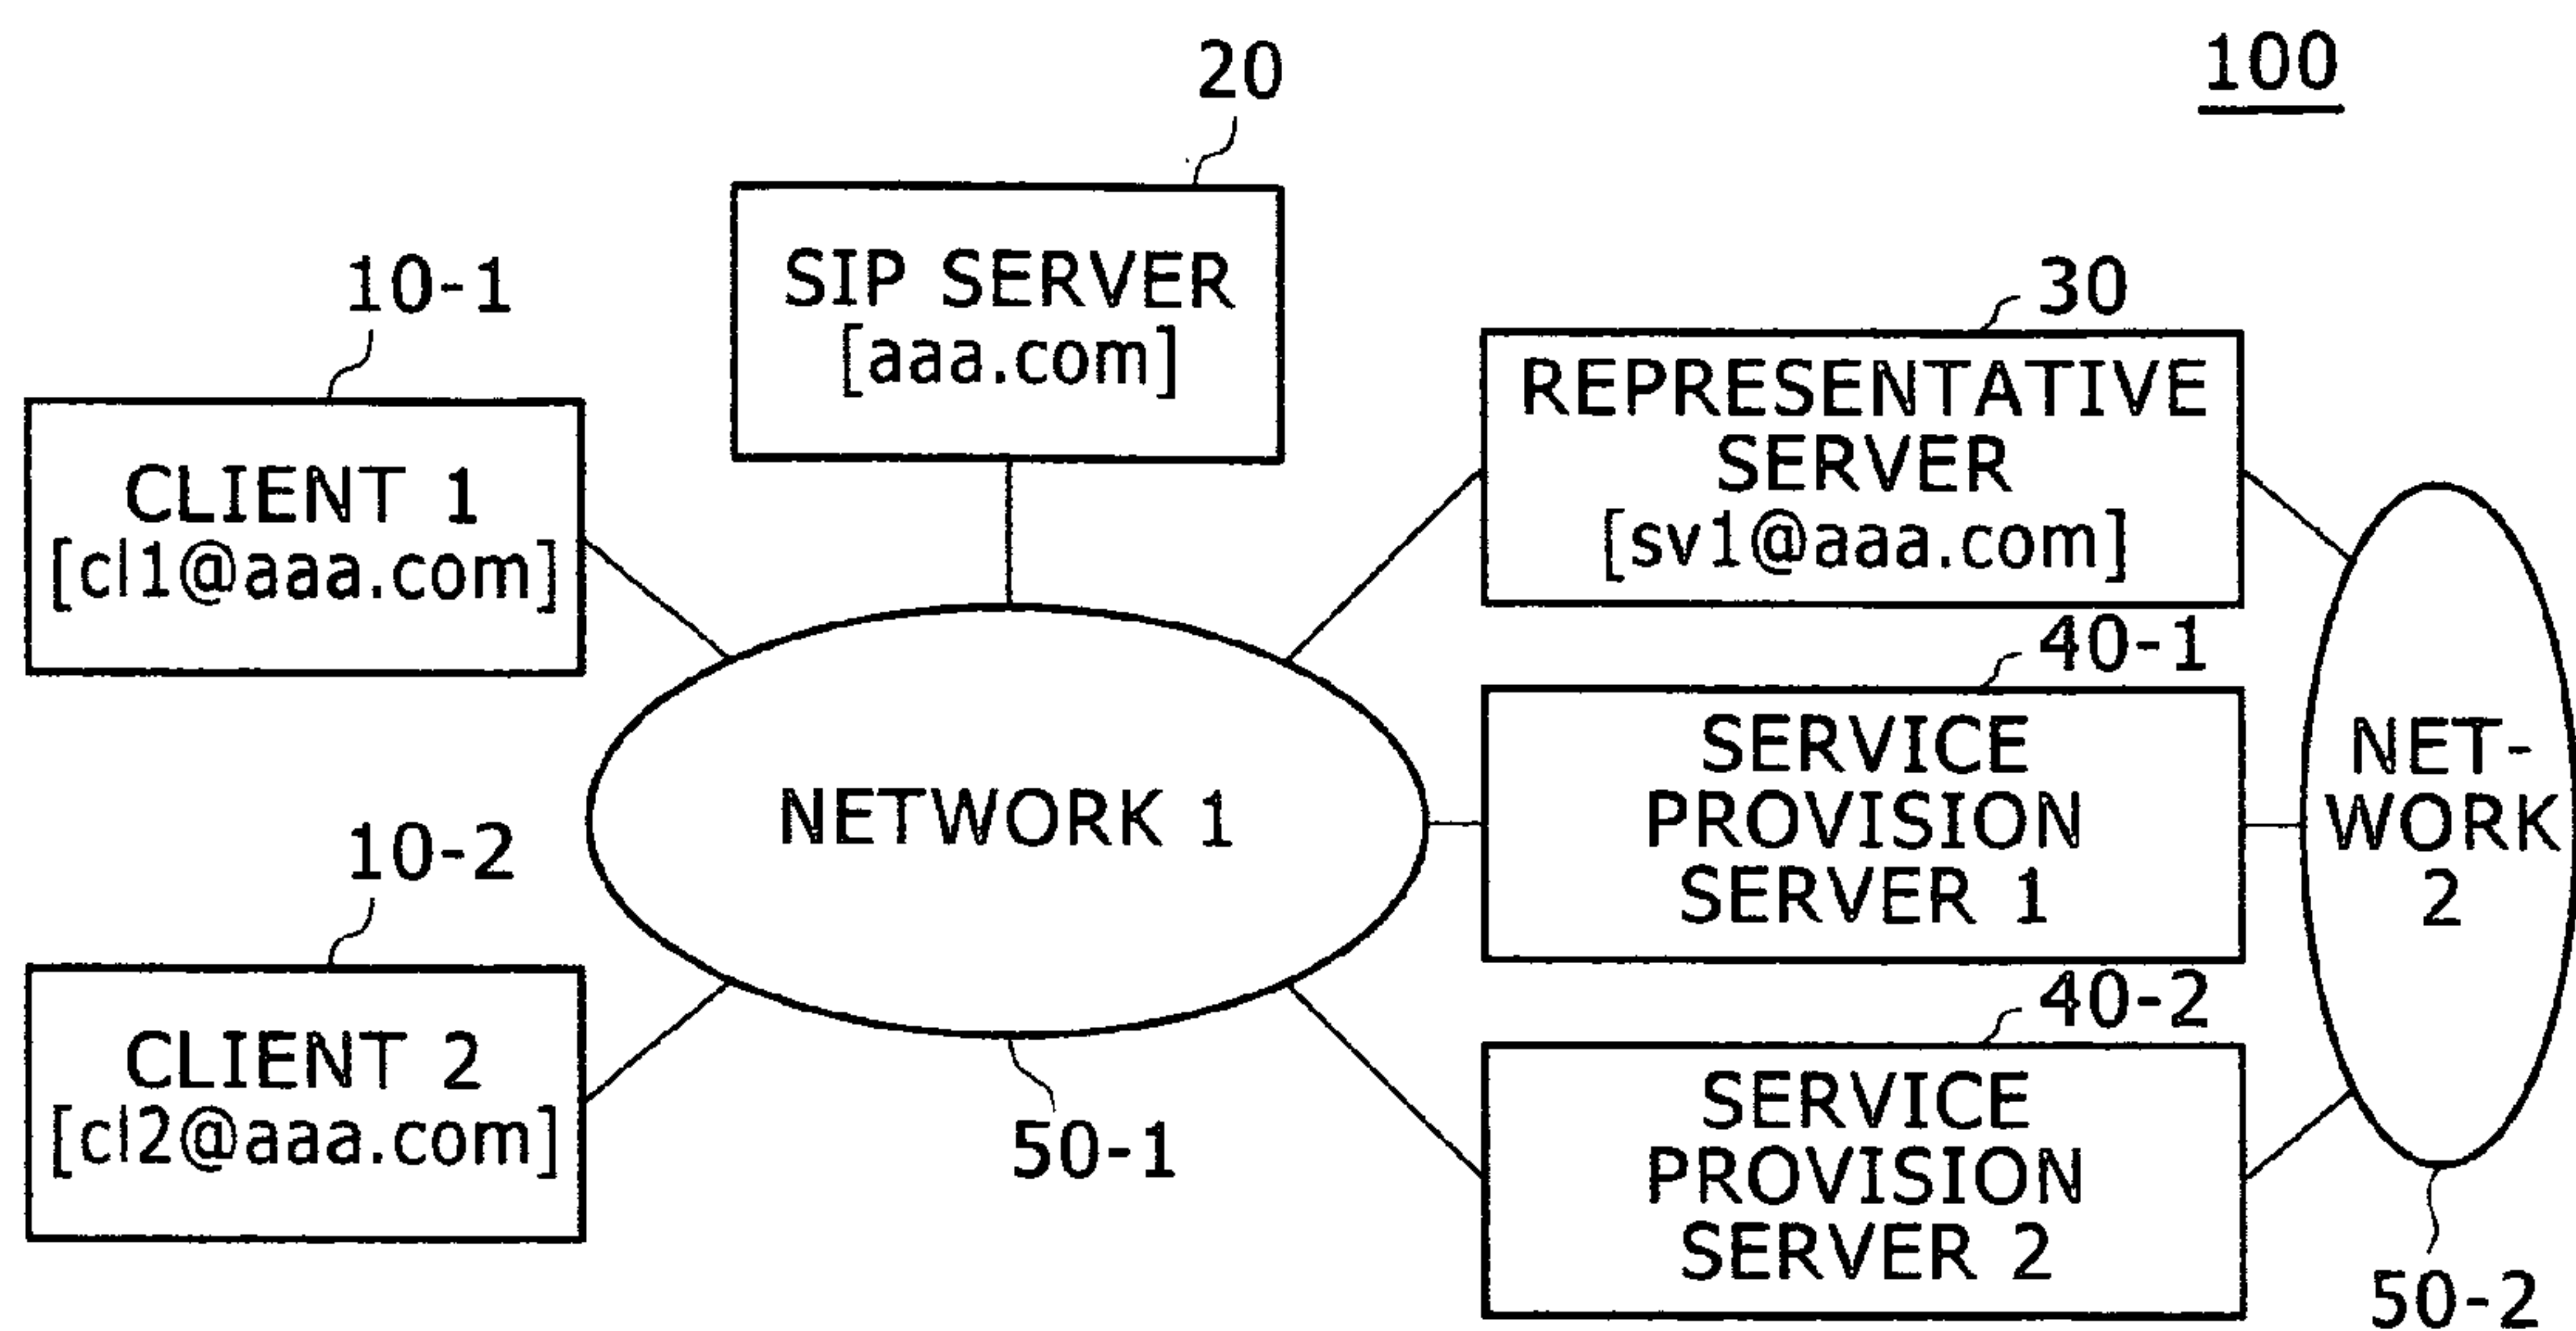 100
20
SIP SERVER
[aaa.com]
10-1
CLIENT 1
[cl1@aaa.com]
30
REPRESENTATIVE
SERVER
[sv1@aaa.com]
40-1
SERVICE
PROVISION
SERVER 1
NETWORK 1
NET-
WORK
2
10-2
CLIENT 2
[cl2@aaa.com]
50-1
40-2
SERVICE
PROVISION
SERVER 2
50-2